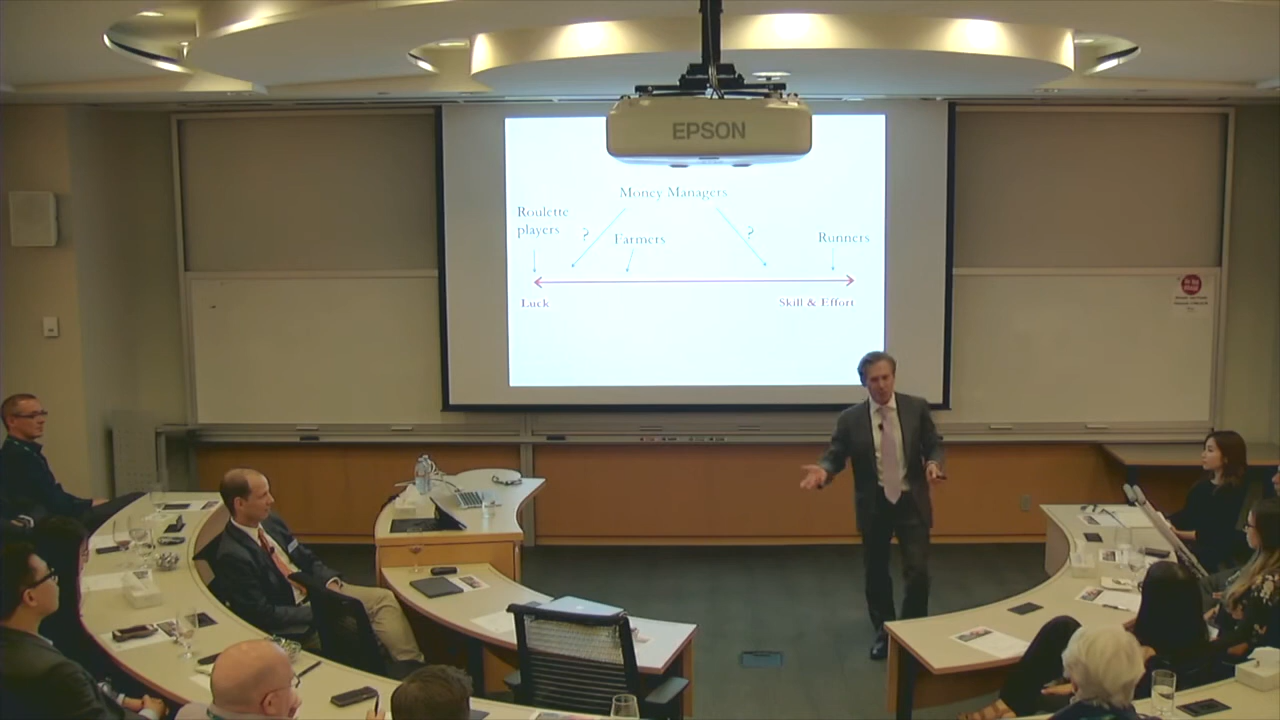 EPSON
Money Managers
Roulette
players
?
Farmers
?
Runners
Luck
Skill & Effort